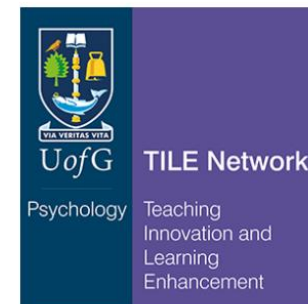 VIA VERITAS VITA
UofG
Psychology
TILE Network
Teaching
Innovation and
Learning
Enhancement